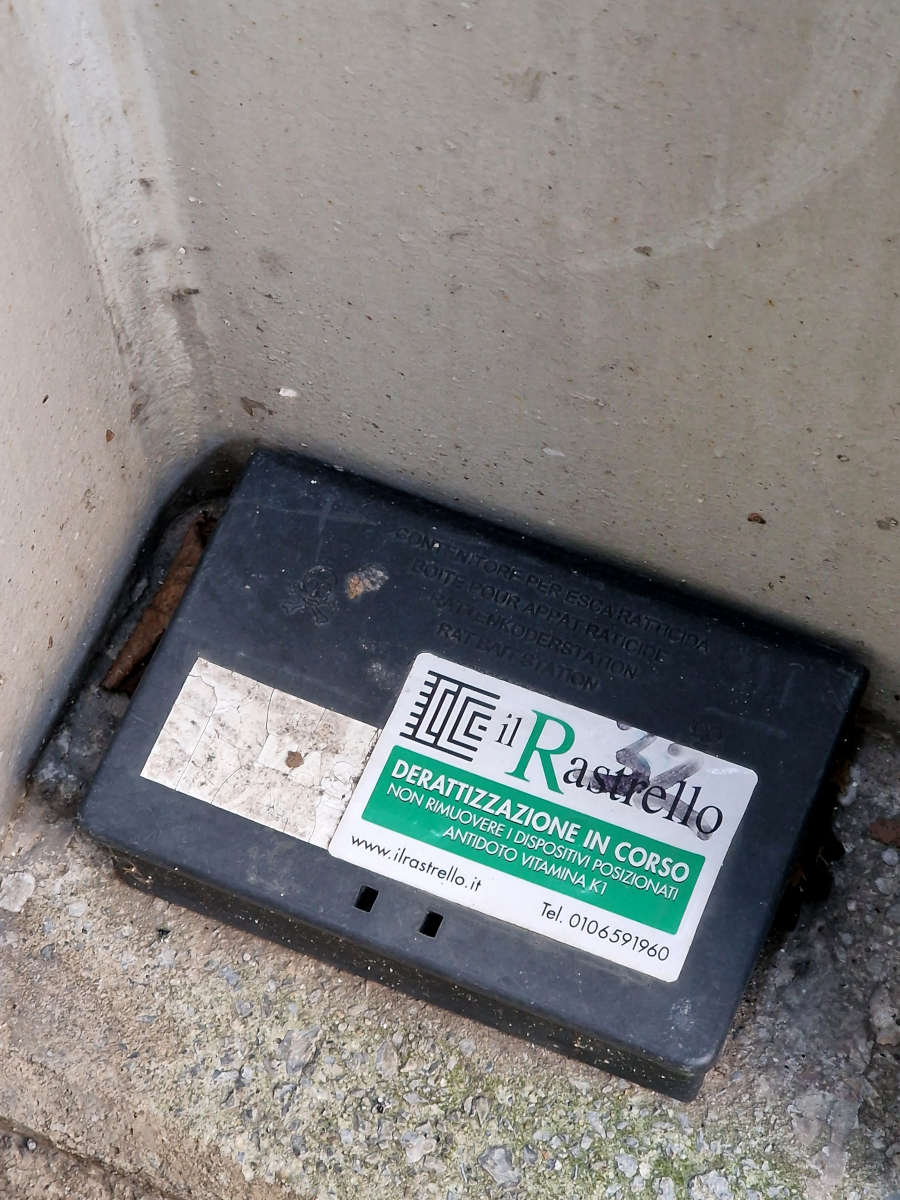 CONTENITORE PER ESCA RATTICIDA
BOITE POUR APPAT RATICIDE
RATTENKODERSTATION
RAT BAIT STATION
il Rastrello
DERATTIZZAZIONE IN CORSO
NON RIMUOVERE I DISPOSITIVI POSIZIONATI
ANTIDOTO VITAMINA K1
www.ilrastrello.it
Tel. 0106591960